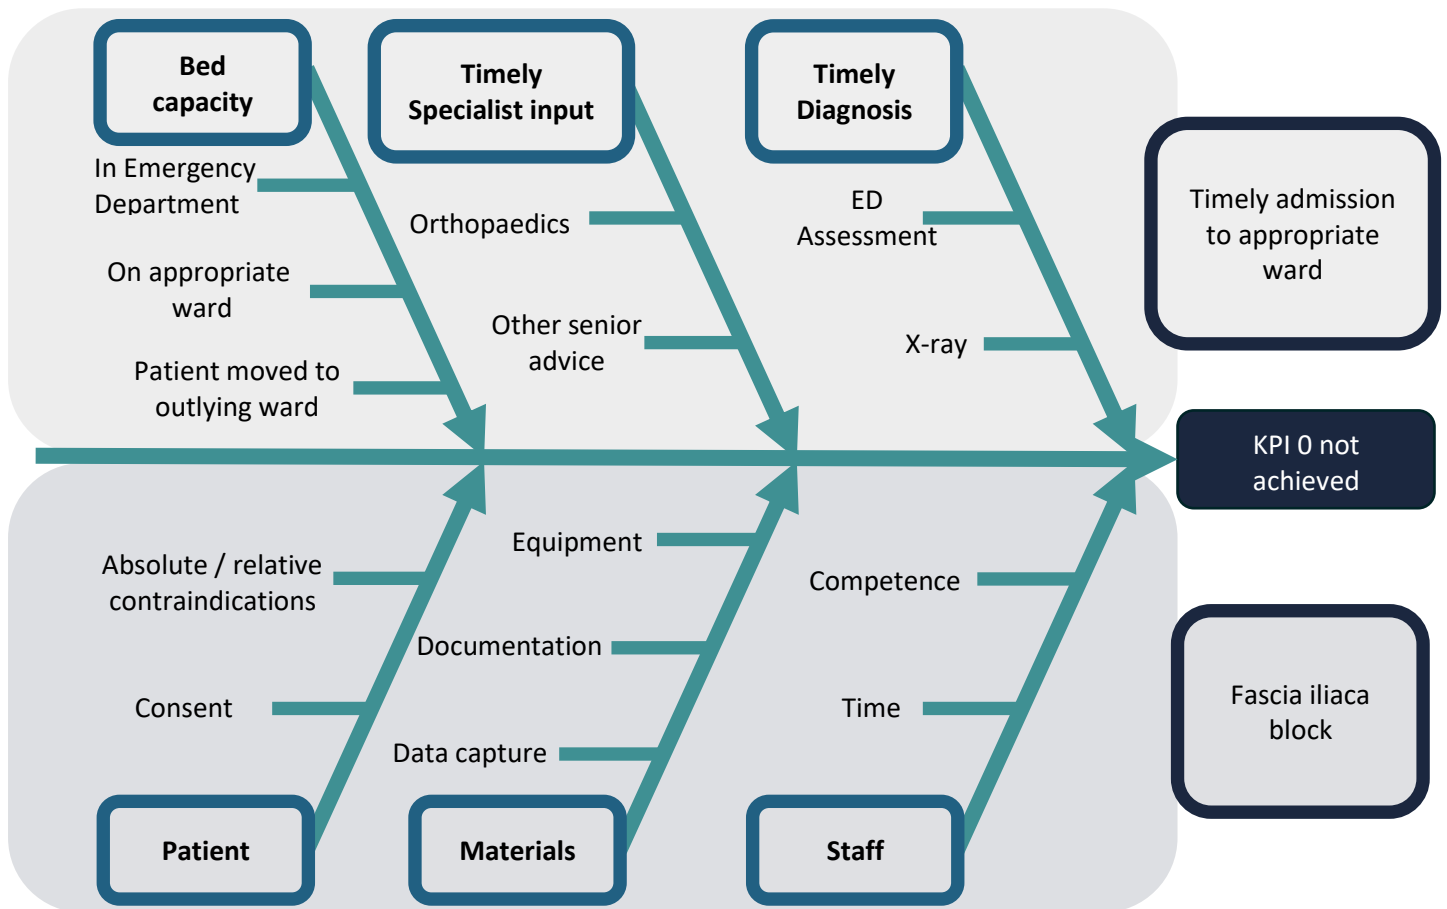 Bed
capacity
Timely
Specialist input
Timely
Diagnosis
In Emergency
Department
On appropriate
ward
Patient moved to
outlying ward
Orthopaedics
Other senior
advice
ED
Assessment
X-ray
Timely admission
to appropriate
ward
KPI 0 not
achieved
Absolute / relative
contraindications
Consent
Equipment
Documentation
Data capture
Competence
Time
Fascia iliaca
block
Patient
Materials
Staff